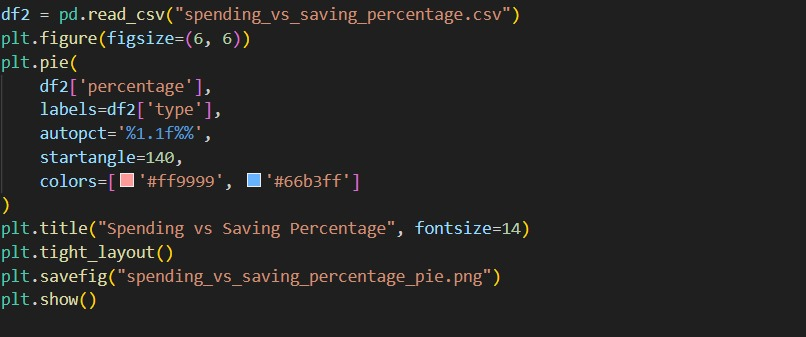 df2 = pd.read_csv("spending_vs_saving_percentage.csv")
plt.figure(figsize=(6, 6))
plt.pie(
    df2['percentage'],
    labels=df2['type'],
    autopct='%1.1f%%',
    startangle=140,
    colors=['#ff9999', '#66b3ff']
)
plt.title("Spending vs Saving Percentage", fontsize=14)
plt.tight_layout()
plt.savefig("spending_vs_saving_percentage_pie.png")
plt.show()